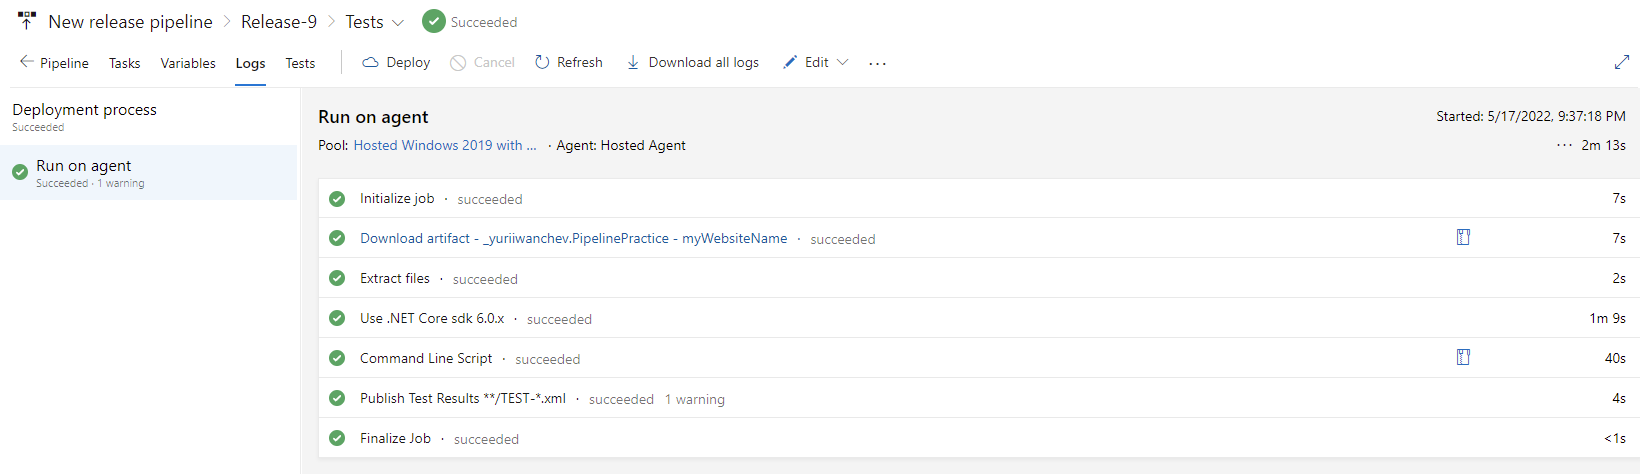 New release pipeline > Release-9 > Tests Succeeded
Pipeline Tasks Variables Logs Tests Deploy Cancel Refresh Download all logs Edit ...
Deployment process
Succeeded
Run on agent
Succeeded · 1 warning
Run on agent Started: 5/17/2022, 9:37:18 PM
Pool: Hosted Windows 2019 with ... · Agent: Hosted Agent ... 2m 13s
Initialize job · succeeded 7s
Download artifact - _yuriiwanchev.PipelinePractice - myWebsiteName · succeeded 7s
Extract files · succeeded 2s
Use .NET Core sdk 6.0.x · succeeded 1m 9s
Command Line Script · succeeded 40s
Publish Test Results **/TEST-*.xml · succeeded 1 warning 4s
Finalize Job · succeeded <1s